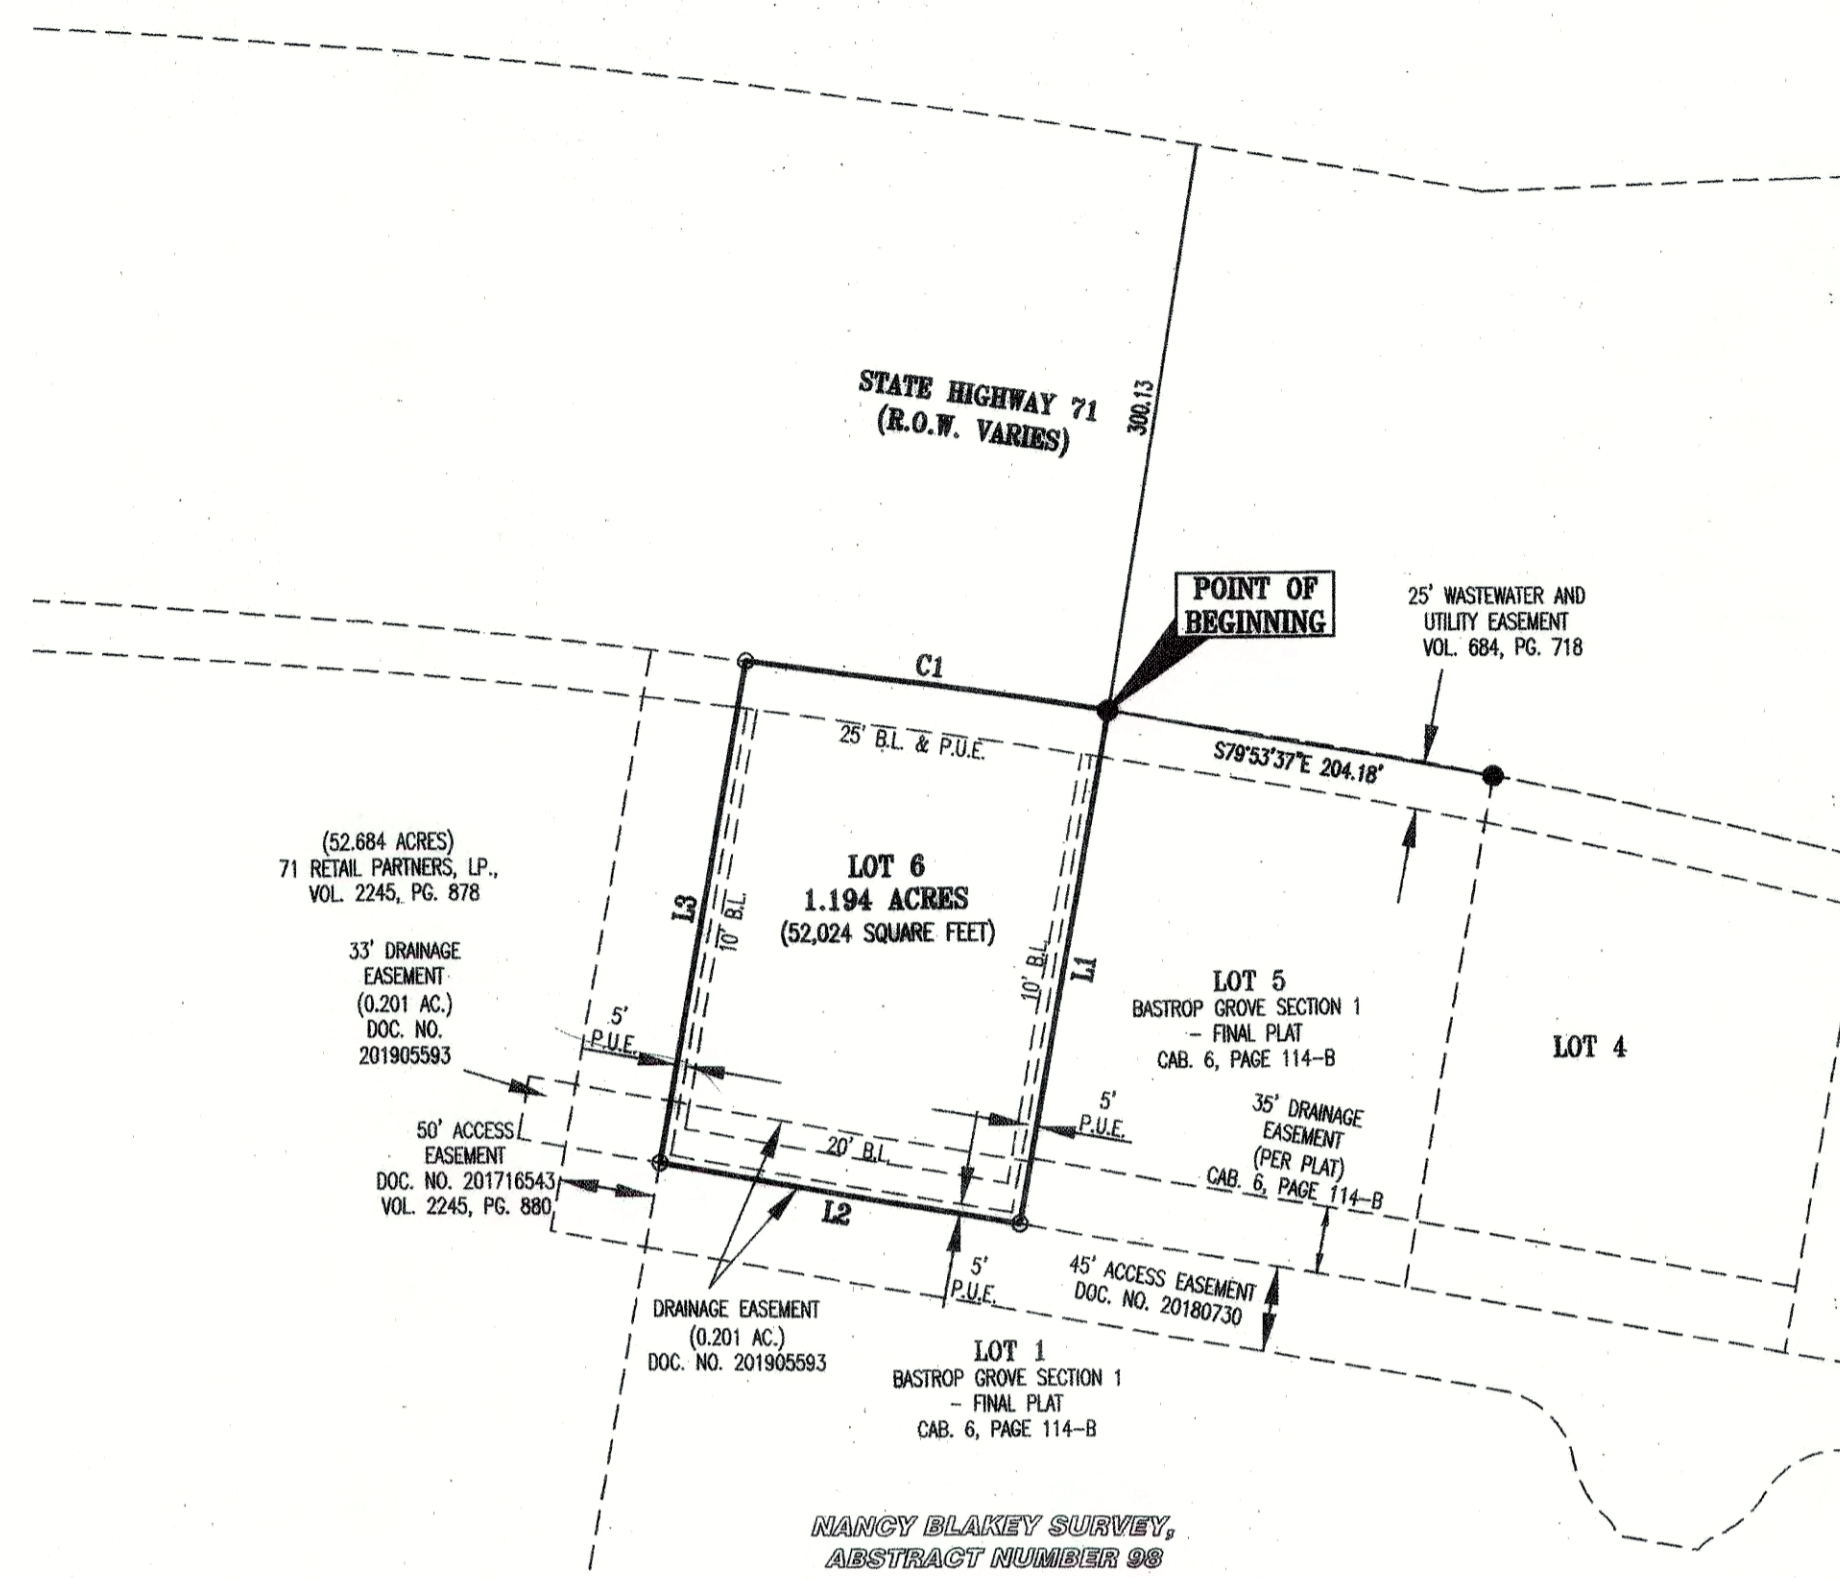 STATE HIGHWAY 71
(R.O.W. VARIES)
300.13
POINT OF
BEGINNING
25' WASTEWATER AND
UTILITY EASEMENT
VOL. 684, PG. 718
C1
S79°53'37"E 204.18'
25' B.L. & P.U.E.
(52.684 ACRES)
71 RETAIL PARTNERS, LP.,
VOL. 2245, PG. 878
LOT 6
1.194 ACRES
(52,024 SQUARE FEET)
L3
10' B.L.
10' B.L.
L1
33' DRAINAGE
EASEMENT
(0.201 AC.)
DOC. NO.
201905593
5'
P.U.E.
LOT 5
BASTROP GROVE SECTION 1
- FINAL PLAT
CAB. 6, PAGE 114-B
LOT 4
50' ACCESS
EASEMENT
DOC. NO. 201716543
VOL. 2245, PG. 880
20' B.L.
5'
P.U.E.
35' DRAINAGE
EASEMENT
(PER PLAT)
CAB. 6, PAGE 114-B
L2
5'
P.U.E.
45' ACCESS EASEMENT
DOC. NO. 20180730
DRAINAGE EASEMENT
(0.201 AC.)
DOC. NO. 201905593
LOT 1
BASTROP GROVE SECTION 1
- FINAL PLAT
CAB. 6, PAGE 114-B
NANCY BLAKEY SURVEY,
ABSTRACT NUMBER 98